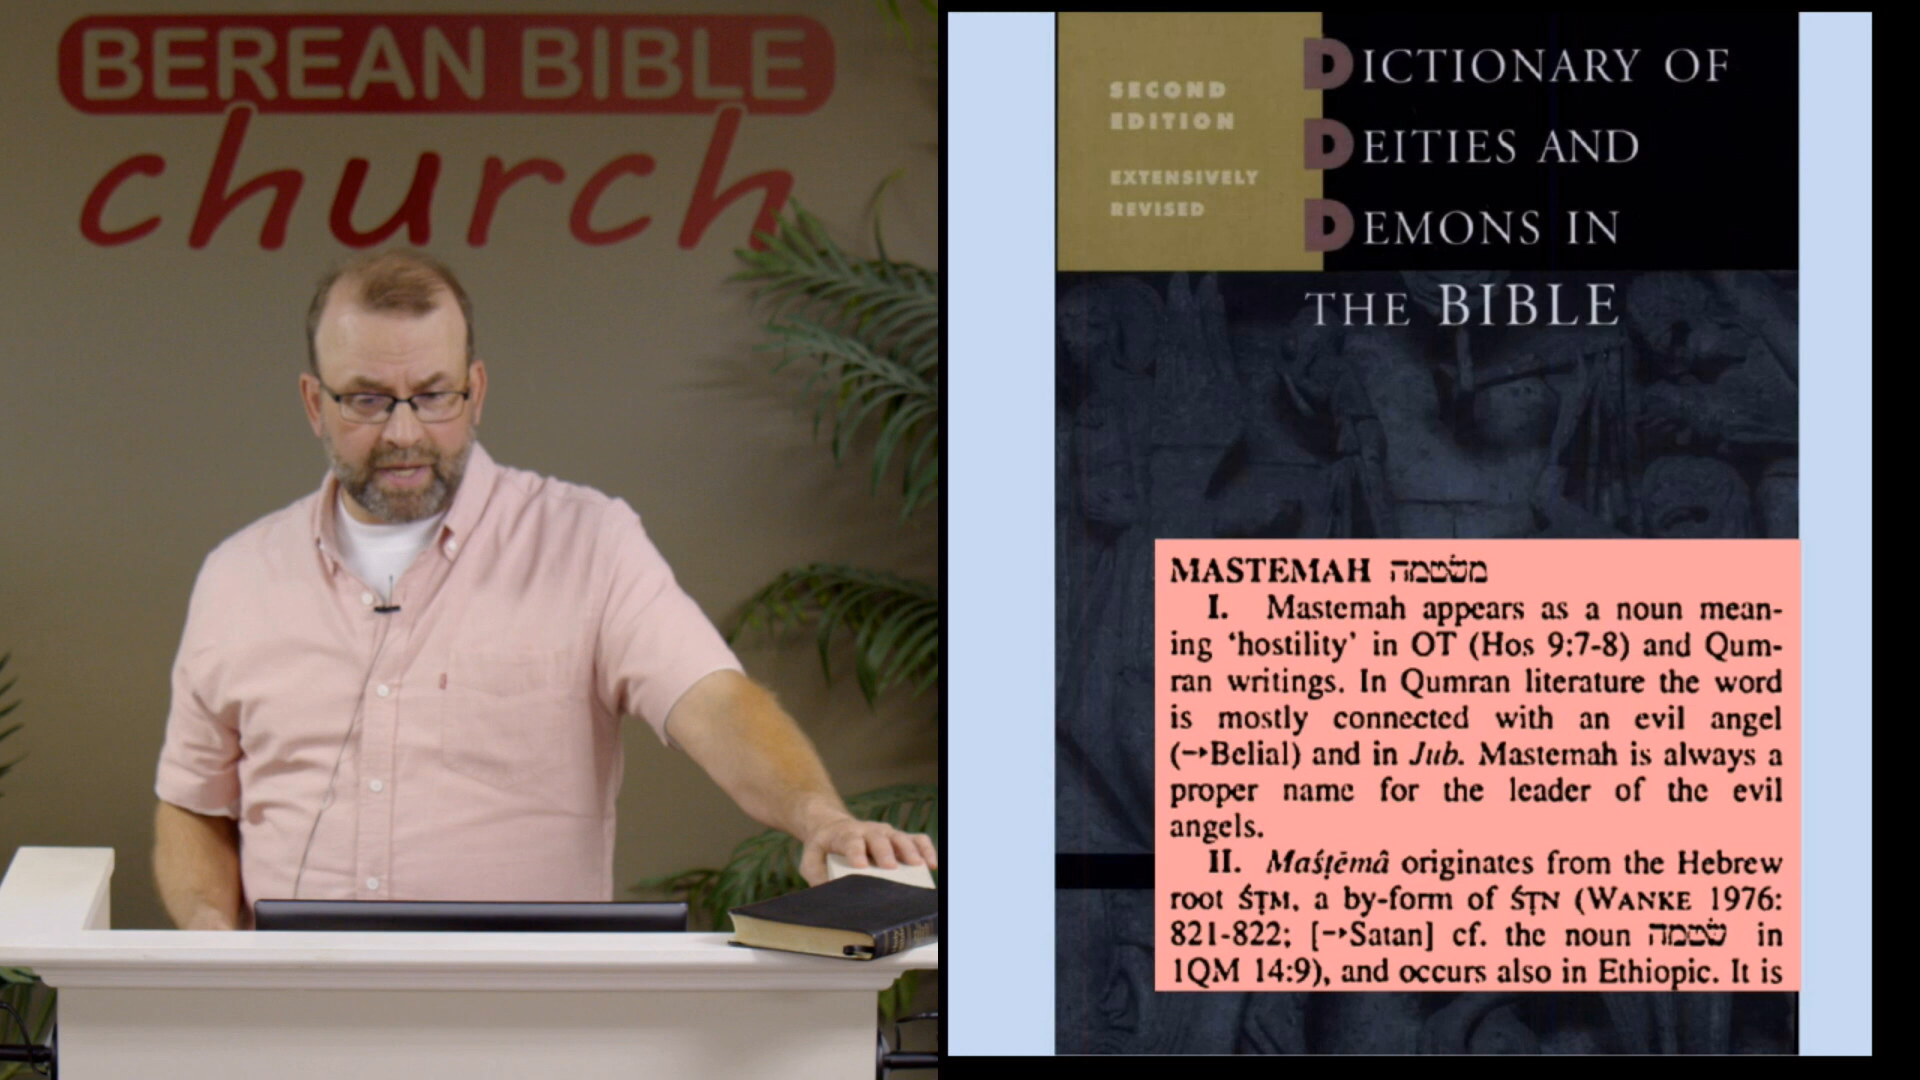 BEREAN BIBLE
church
SECOND
EDITION
EXTENSIVELY
REVISED
DICTIONARY OF
DEITIES AND
DEMONS IN
THE BIBLE
MASTEMAH משׂטמה
I. Mastemah appears as a noun mean-
ing ‘hostility’ in OT (Hos 9:7-8) and Qum-
ran writings. In Qumran literature the word
is mostly connected with an evil angel
(→Belial) and in Jub. Mastemah is always a
proper name for the leader of the evil
angels.
II. Maśṭēmâ originates from the Hebrew
root ŚṬM, a by-form of ŚṬN (WANKE 1976:
821-822; [→Satan] cf. the noun שׂטמה in
1QM 14:9), and occurs also in Ethiopic. It is